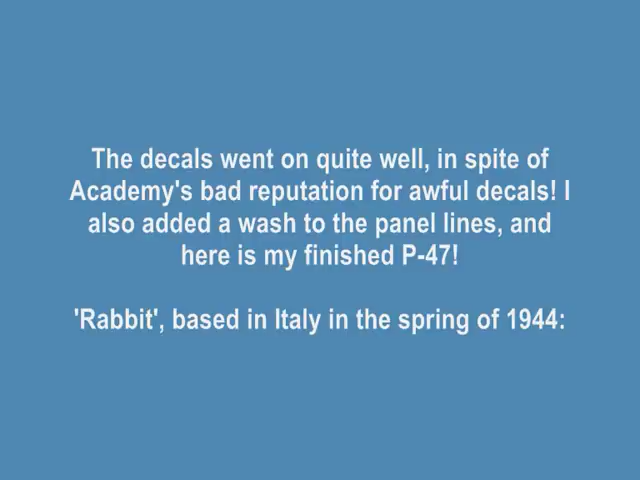 The decals went on quite well, in spite of
Academy's bad reputation for awful decals! I
also added a wash to the panel lines, and
here is my finished P-47!
'Rabbit', based in Italy in the spring of 1944: